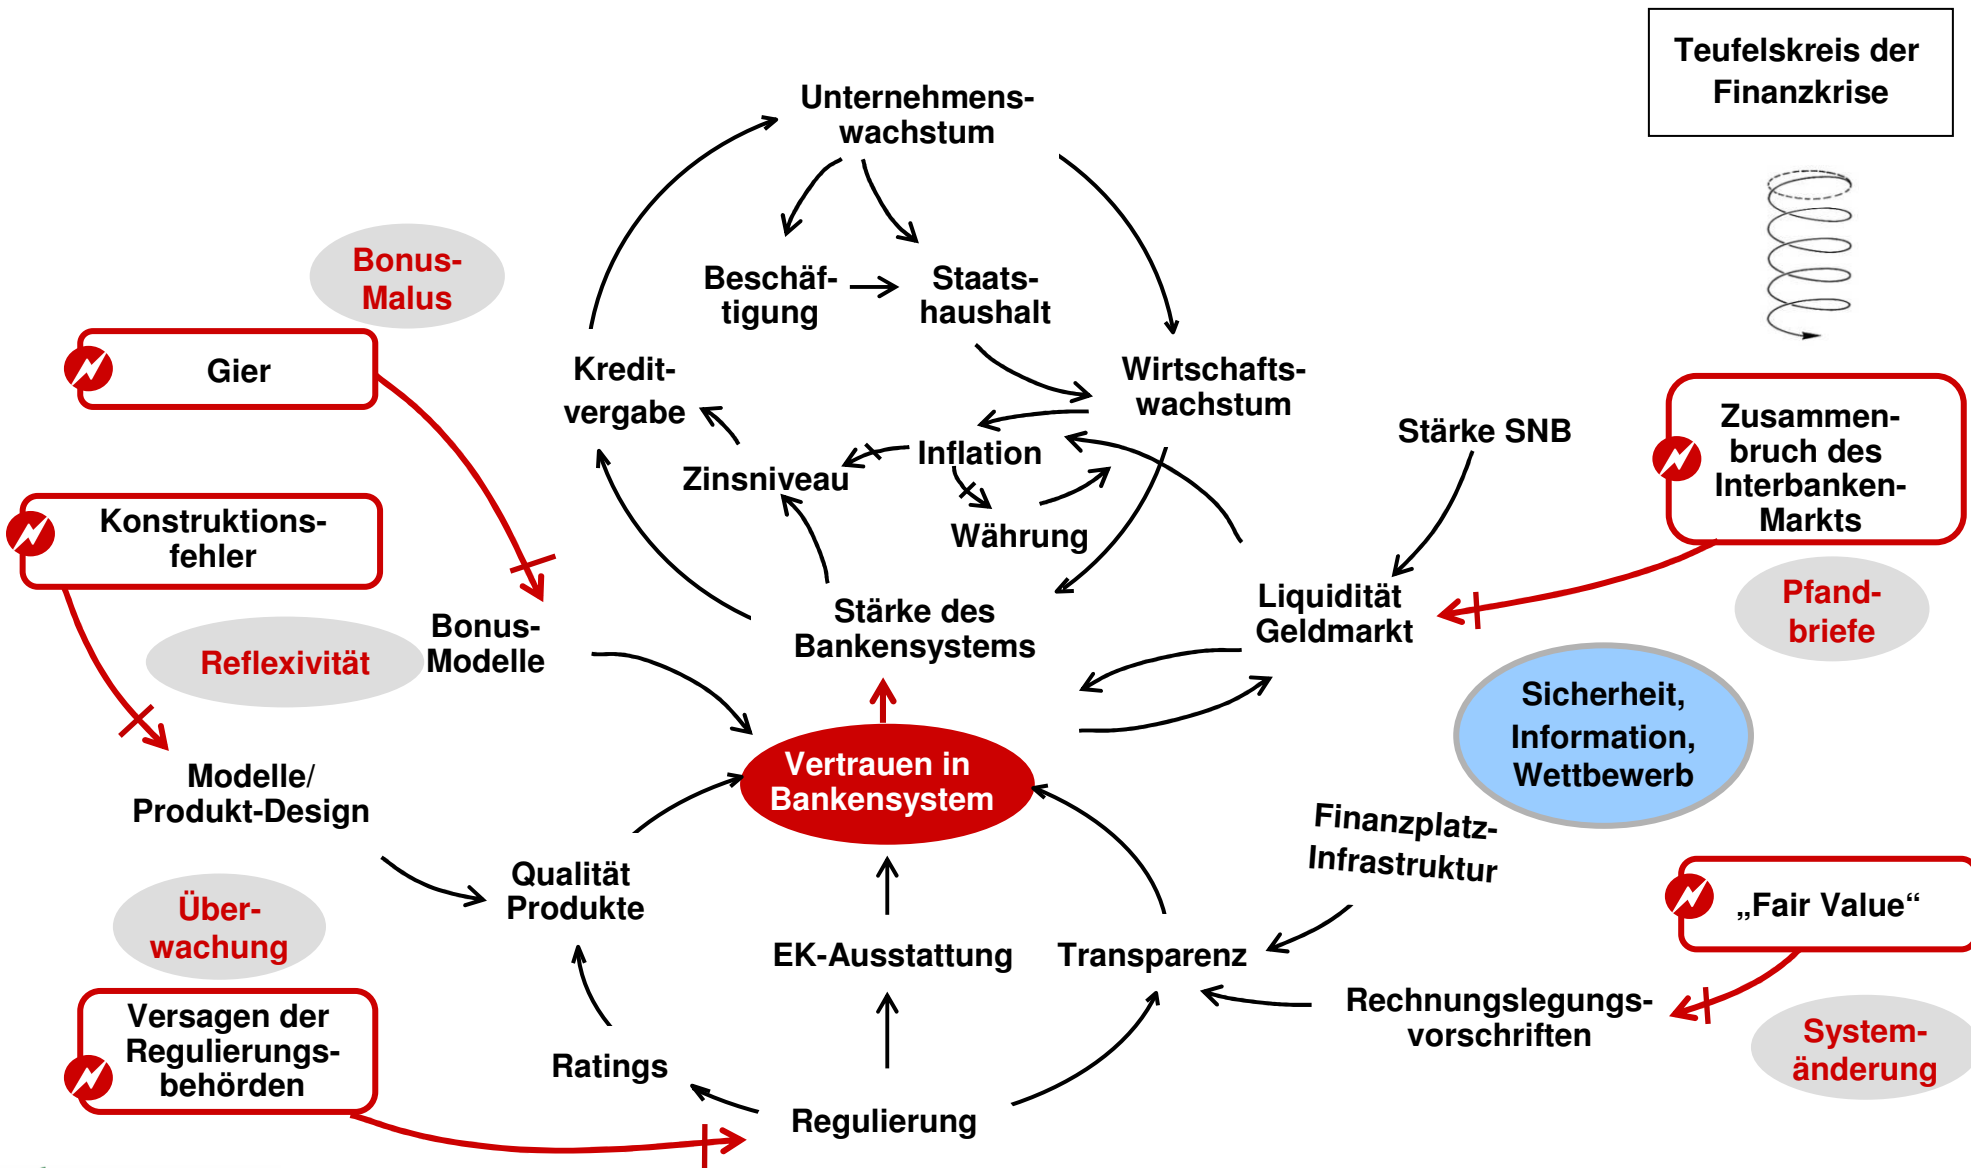 Teufelskreis der
Finanzkrise
Unternehmens-
wachstum
Bonus-
Malus
Beschäf-
tigung
Staats-
haushalt
Gier
Kredit-
vergabe
Wirtschafts-
wachstum
Stärke SNB
Zusammen-
bruch des
Interbanken-
Markts
Inflation
Zinsniveau
Währung
Konstruktions-
fehler
Pfand-
briefe
Liquidität
Geldmarkt
Stärke des
Bankensystems
Bonus-
Modelle
Reflexivität
Sicherheit,
Information,
Wettbewerb
Vertrauen in
Bankensystem
Modelle/
Produkt-Design
Finanzplatz-
Infrastruktur
Qualität
Produkte
Über-
wachung
„Fair Value“
EK-Ausstattung
Transparenz
Rechnungslegungs-
vorschriften
Versagen der
Regulierungs-
behörden
System-
änderung
Ratings
Regulierung